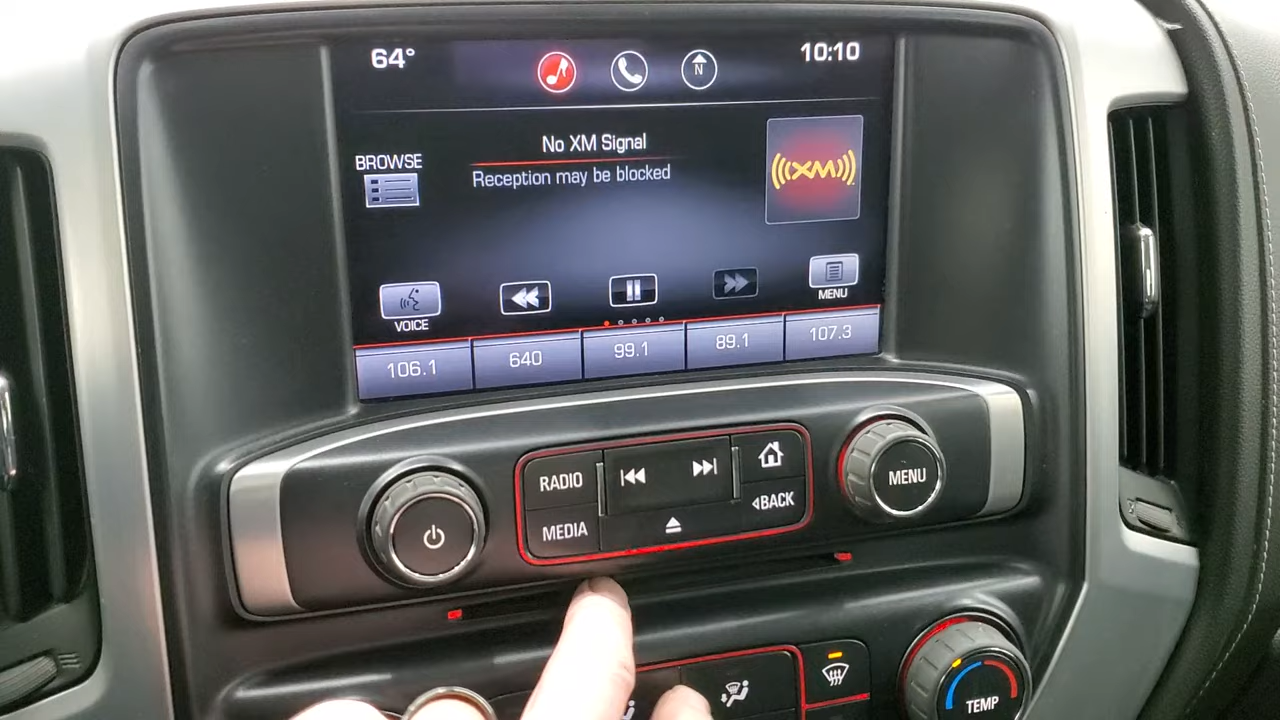 64°
N
10:10
No XM Signal
Reception may be blocked
BROWSE
((XM))
VOICE
MENU
106.1
640
99.1
89.1
107.3
RADIO
MEDIA
BACK
MENU
TEMP